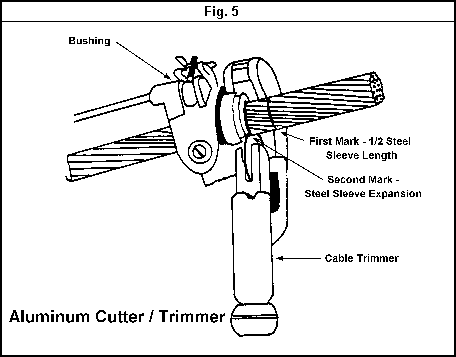 Fig. 5
Bushing
First Mark - 1/2 Steel
Sleeve Length
Second Mark -
Steel Sleeve Expansion
Cable Trimmer
Aluminum Cutter / Trimmer